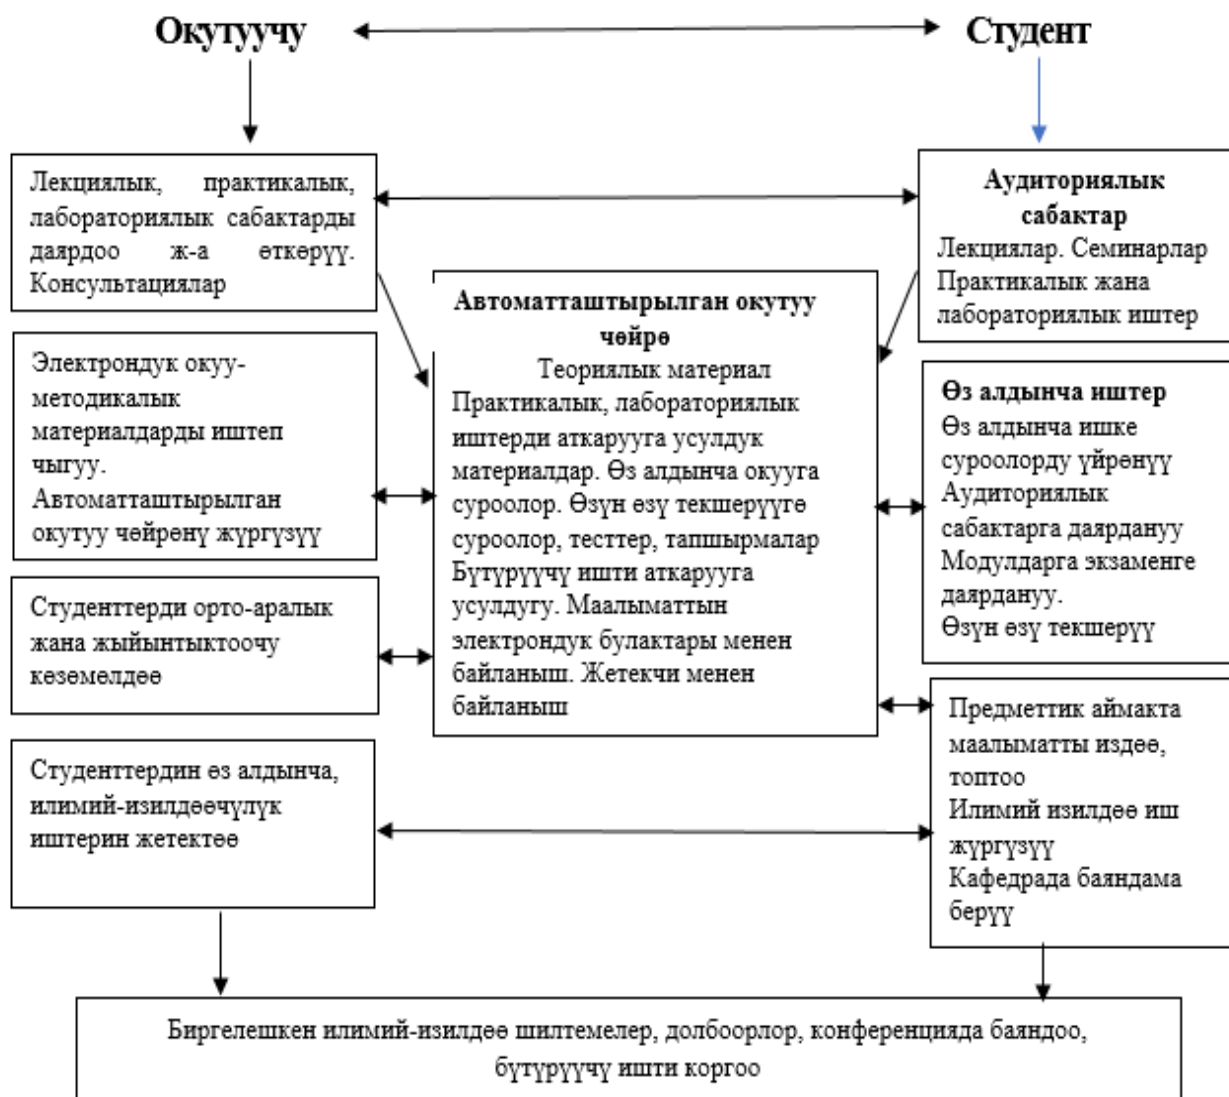 Окутуучу
Студент
Лекциялык, практикалык,
лабораториялык сабактарды
даярдоо ж-а өткөрүү.
Консультациялар
Аудиториялык
сабактар
Лекциялар. Семинарлар
Практикалык жана
лабораториялык иштер
Автоматташтырылган окутуу
чөйрө
Теориялык материал
Практикалык, лабораториялык
иштерди аткарууга усулдук
материалдар. Өз алдынча окууга
суроолор. Өзүн өзү текшерүүгө
суроолор, тесттер, тапшырмалар
Бүтүрүүчү ишти аткарууга
усулдугу. Маалыматтын
электрондук булактары менен
байланыш. Жетекчи менен
байланыш
Электрондук окуу-
методикалык
материалдарды иштеп
чыгуу.
Автоматташтырылган
окутуу чөйрөнү жүргүзүү
Өз алдынча иштер
Өз алдынча ишке
суроолорду үйрөнүү
Аудиториялык
сабактарга даярдануу
Модулдарга экзаменге
даярдануу.
Өзүн өзү текшерүү
Студенттерди орто-аралык
жана жыйынтыктоочу
көзөмөлдөө
Предметтик аймакта
маалыматты издөө,
топтоо
Илимий изилдөө иш
жүргүзүү
Кафедрада баяндама
берүү
Студенттердин өз алдынча,
илимий-изилдөөчүлүк
иштерин жетектөө
Биргелешкен илимий-изилдөө шилтемелер, долбоорлор, конференцияда баяндоо,
бүтүрүүчү ишти коргоо